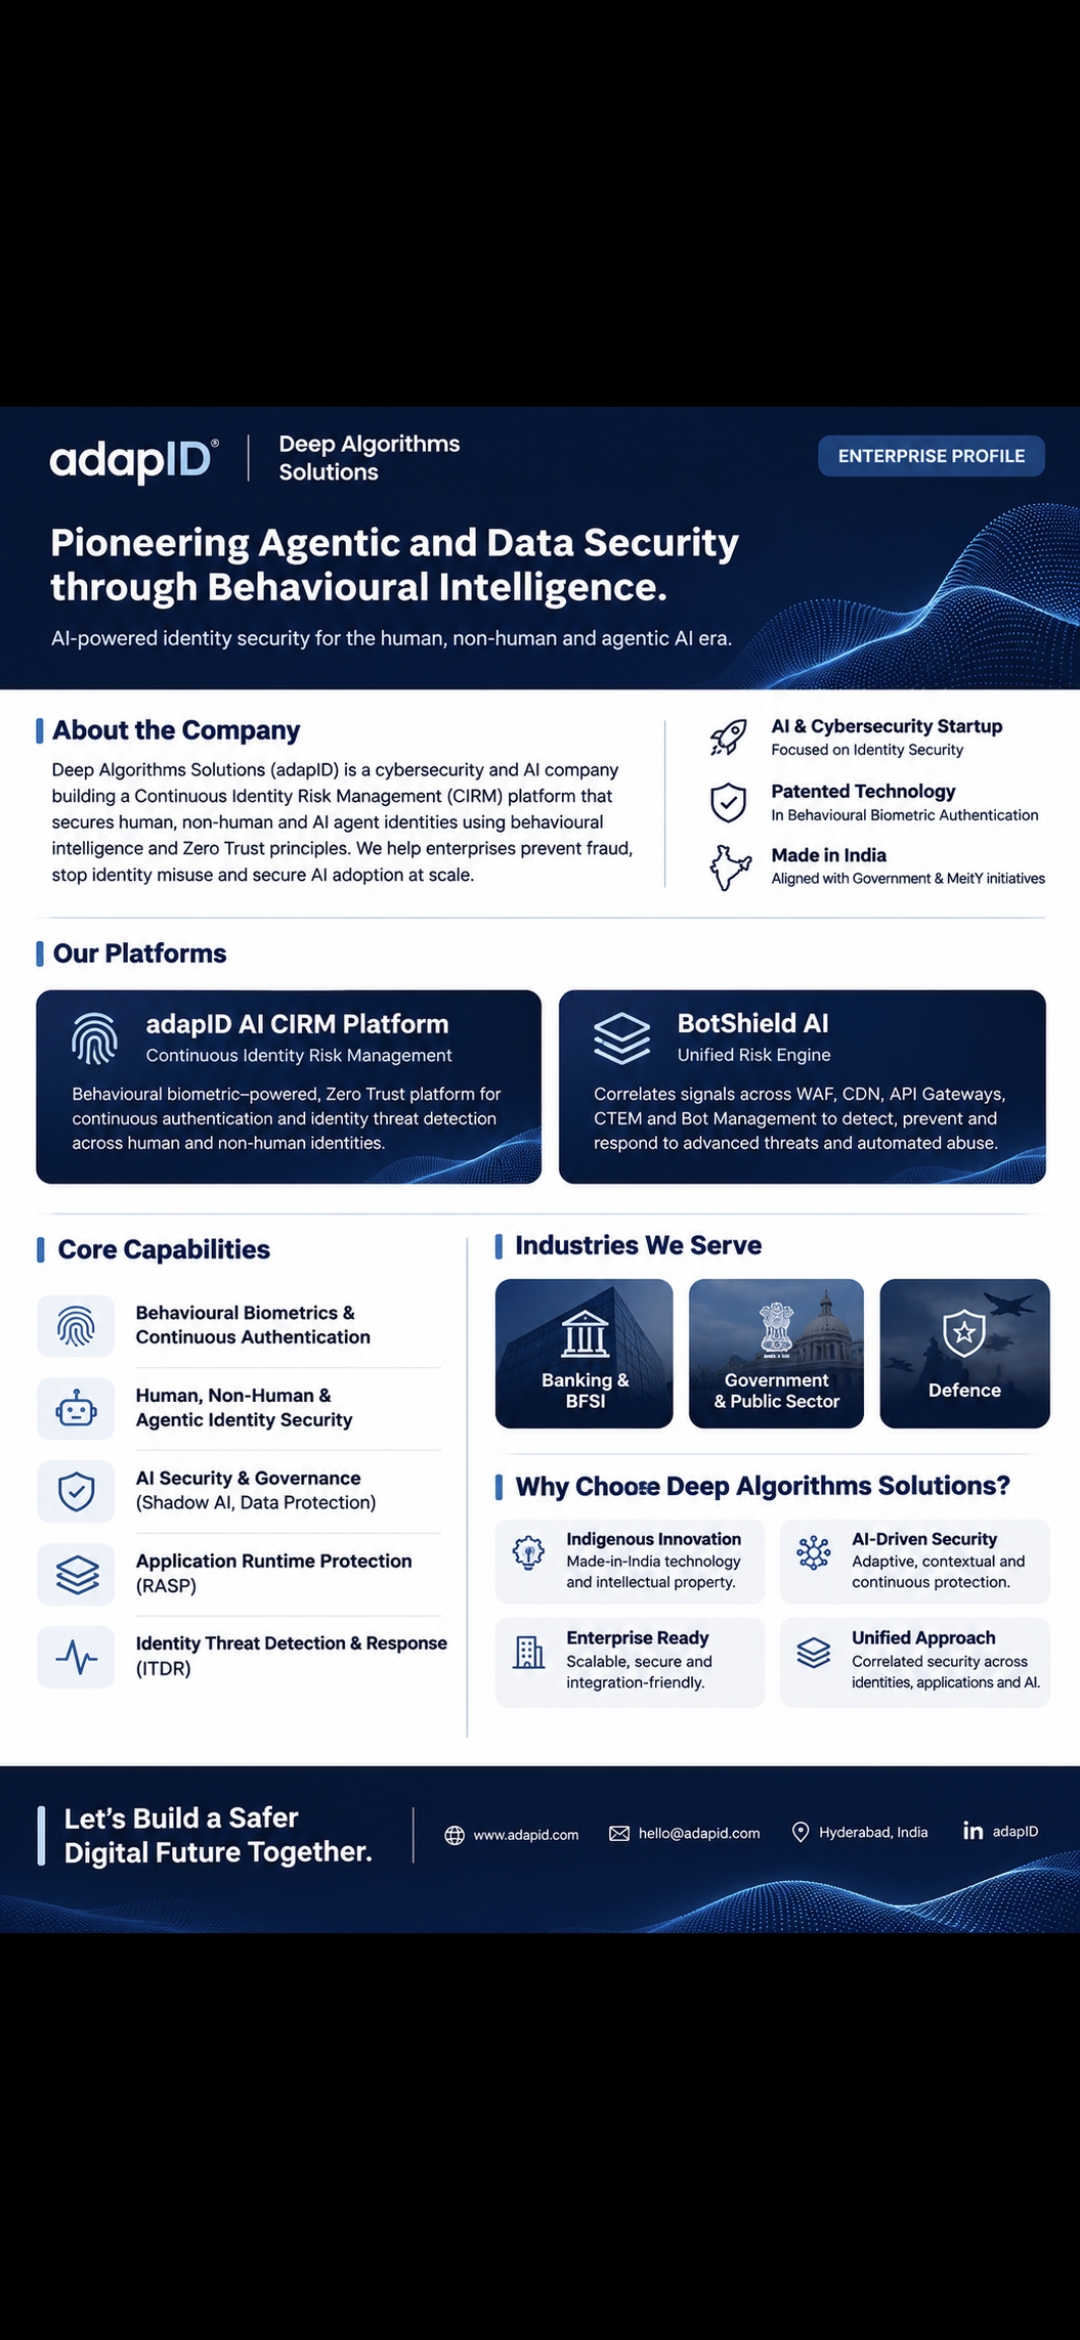 adapID®
Deep Algorithms
Solutions
ENTERPRISE PROFILE
Pioneering Agentic and Data Security
through Behavioural Intelligence.
AI-powered identity security for the human, non-human and agentic AI era.
About the Company
Deep Algorithms Solutions (adapID) is a cybersecurity and AI company
building a Continuous Identity Risk Management (CIRM) platform that
secures human, non-human and AI agent identities using behavioural
intelligence and Zero Trust principles. We help enterprises prevent fraud,
stop identity misuse and secure AI adoption at scale.
AI & Cybersecurity Startup
Focused on Identity Security
Patented Technology
In Behavioural Biometric Authentication
Made in India
Aligned with Government & MeitY initiatives
Our Platforms
adapID AI CIRM Platform
Continuous Identity Risk Management
Behavioural biometric–powered, Zero Trust platform for
continuous authentication and identity threat detection
across human and non-human identities.
BotShield AI
Unified Risk Engine
Correlates signals across WAF, CDN, API Gateways,
CTEM and Bot Management to detect, prevent and
respond to advanced threats and automated abuse.
Core Capabilities
Behavioural Biometrics &
Continuous Authentication
Human, Non-Human &
Agentic Identity Security
AI Security & Governance
(Shadow AI, Data Protection)
Application Runtime Protection
(RASP)
Identity Threat Detection & Response
(ITDR)
Industries We Serve
Banking &
BFSI
Government
& Public Sector
Defence
Why Choose Deep Algorithms Solutions?
Indigenous Innovation
Made-in-India technology
and intellectual property.
AI-Driven Security
Adaptive, contextual and
continuous protection.
Enterprise Ready
Scalable, secure and
integration-friendly.
Unified Approach
Correlated security across
identities, applications and AI.
Let's Build a Safer
Digital Future Together.
www.adapid.com
hello@adapid.com
Hyderabad, India
in adapID